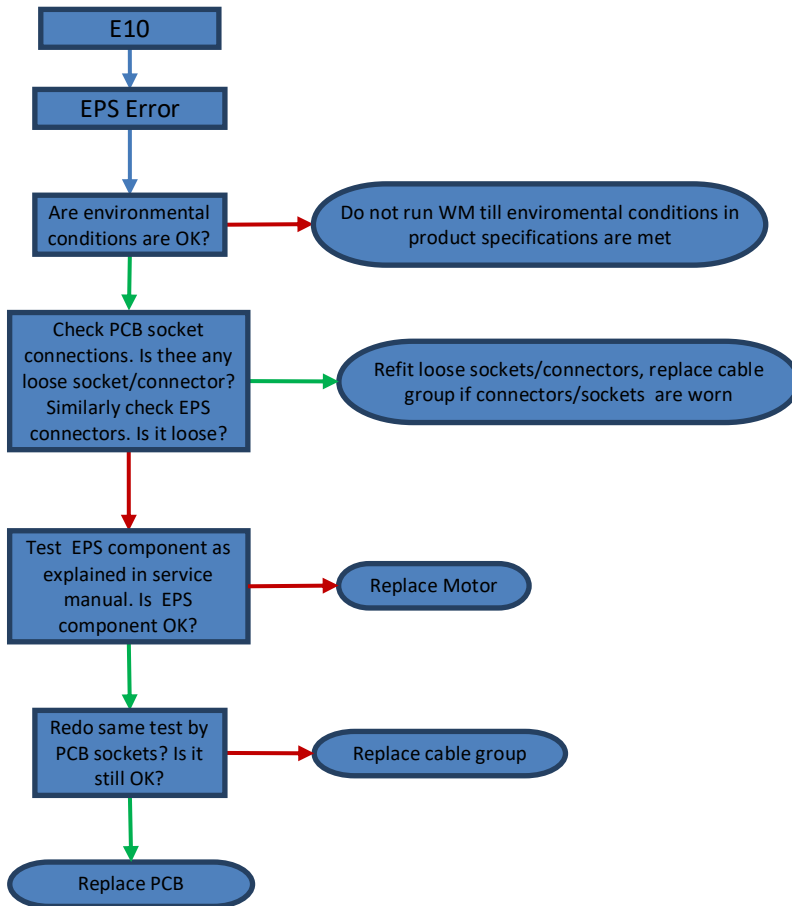 E10
EPS Error
Are environmental
conditions are OK?
Do not run WM till enviromental conditions in
product specifications are met
Check PCB socket
connections. Is thee any
loose socket/connector?
Similarly check EPS
connectors. Is it loose?
Refit loose sockets/connectors, replace cable
group if connectors/sockets are worn
Test EPS component as
explained in service
manual. Is EPS
component OK?
Replace Motor
Redo same test by
PCB sockets? Is it
still OK?
Replace cable group
Replace PCB